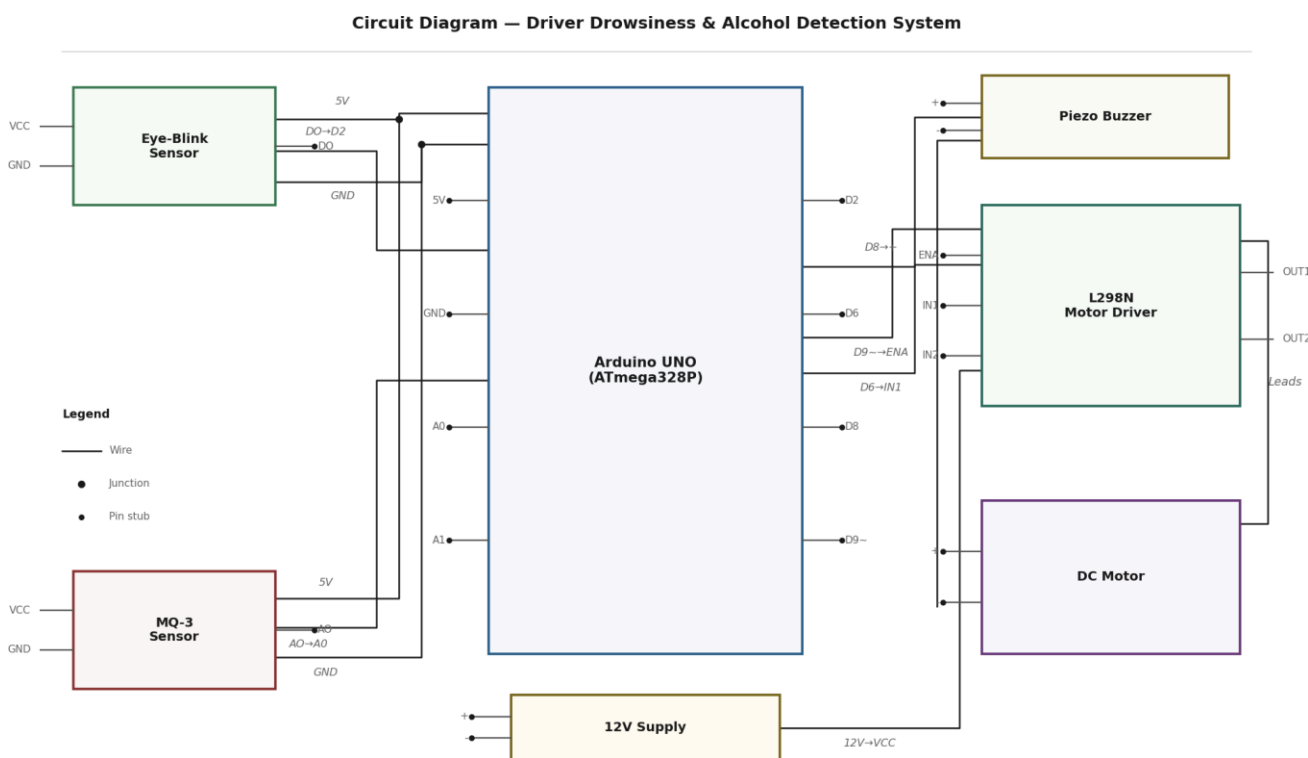 Circuit Diagram — Driver Drowsiness & Alcohol Detection System
VCC
GND
Eye-Blink
Sensor
5V
DO→D2
DO
GND
5V
GND
A0
A1
Arduino UNO
(ATmega328P)
D2
D6
D8
D9~
D8→~
D9~→ENA
D6→IN1
+
-
Piezo Buzzer
ENA
IN1
IN2
L298N
Motor Driver
OUT1
OUT2
Leads
Legend
Wire
Junction
Pin stub
VCC
GND
MQ-3
Sensor
5V
AO
AO→A0
GND
+
-
DC Motor
+
-
12V Supply
12V→VCC